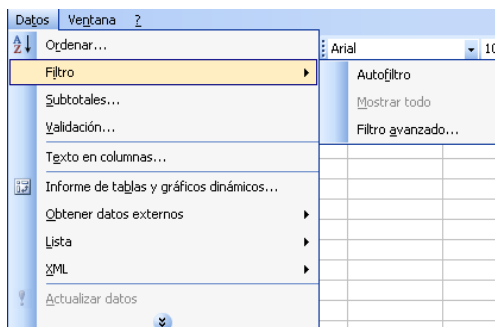 Datos Ventana ?
Ordenar...
Arial 10
Filtro
Autofiltro
Subtotales...
Mostrar todo
Validación...
Filtro avanzado...
Texto en columnas...
Informe de tablas y gráficos dinámicos...
Obtener datos externos
Lista
XML
Actualizar datos